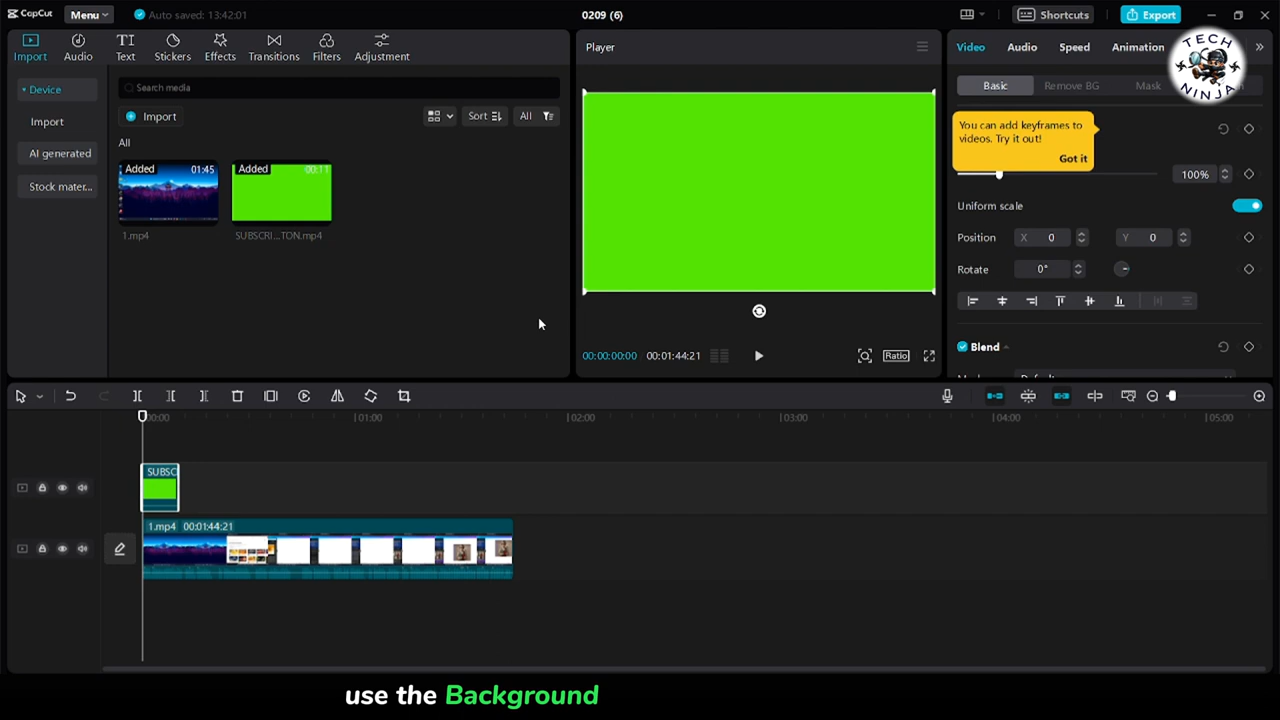 CapCut
Menu
Auto saved: 13:42:01
0209 (6)
Shortcuts
Export
Import
Audio
Text
Stickers
Effects
Transitions
Filters
Adjustment
Player
Video
Audio
Speed
Animation
TECH
NINJA
Device
Search media
Basic
Remove BG
Mask
Import
Import
Sort
All
You can add keyframes to
videos. Try it out!
Got it
All
AI generated
Added
01:45
Added
00:11
100%
Stock mater...
Uniform scale
1.mp4
SUBSCRI...TON.mp4
Position
X
0
Y
0
Rotate
0°
Blend
00:00:00:00
00:01:44:21
Ratio
Default
00:00
01:00
02:00
03:00
04:00
05:00
SUBSC
1.mp4
00:01:44:21
use the Background